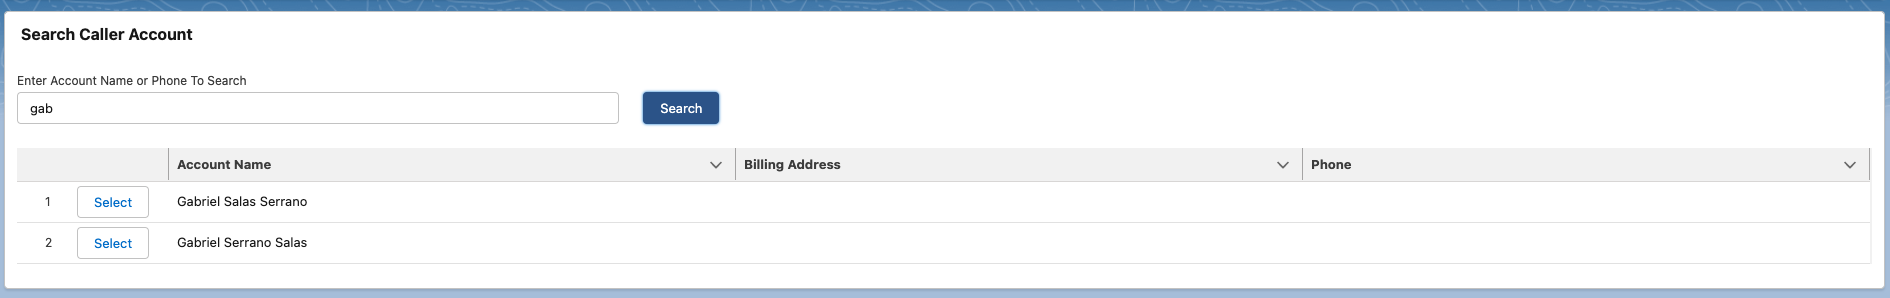 Search Caller Account
Enter Account Name or Phone To Search
gab
Search
Account Name Billing Address Phone
1 Select Gabriel Salas Serrano
2 Select Gabriel Serrano Salas